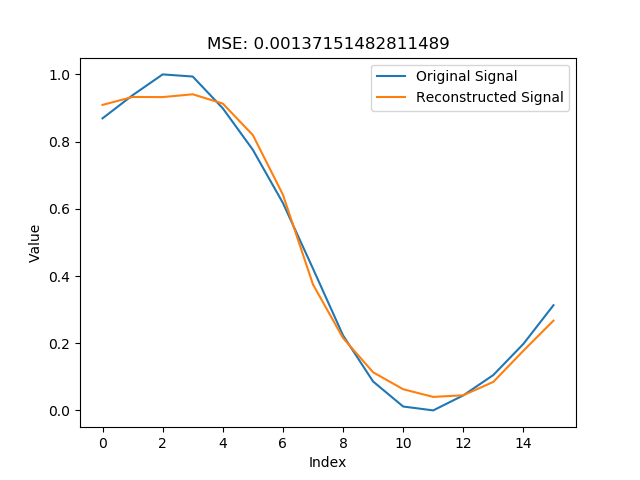 MSE: 0.00137151482811489
Original Signal
Reconstructed Signal
1.0
0.8
0.6
0.4
0.2
0.0
Value
0 2 4 6 8 10 12 14
Index